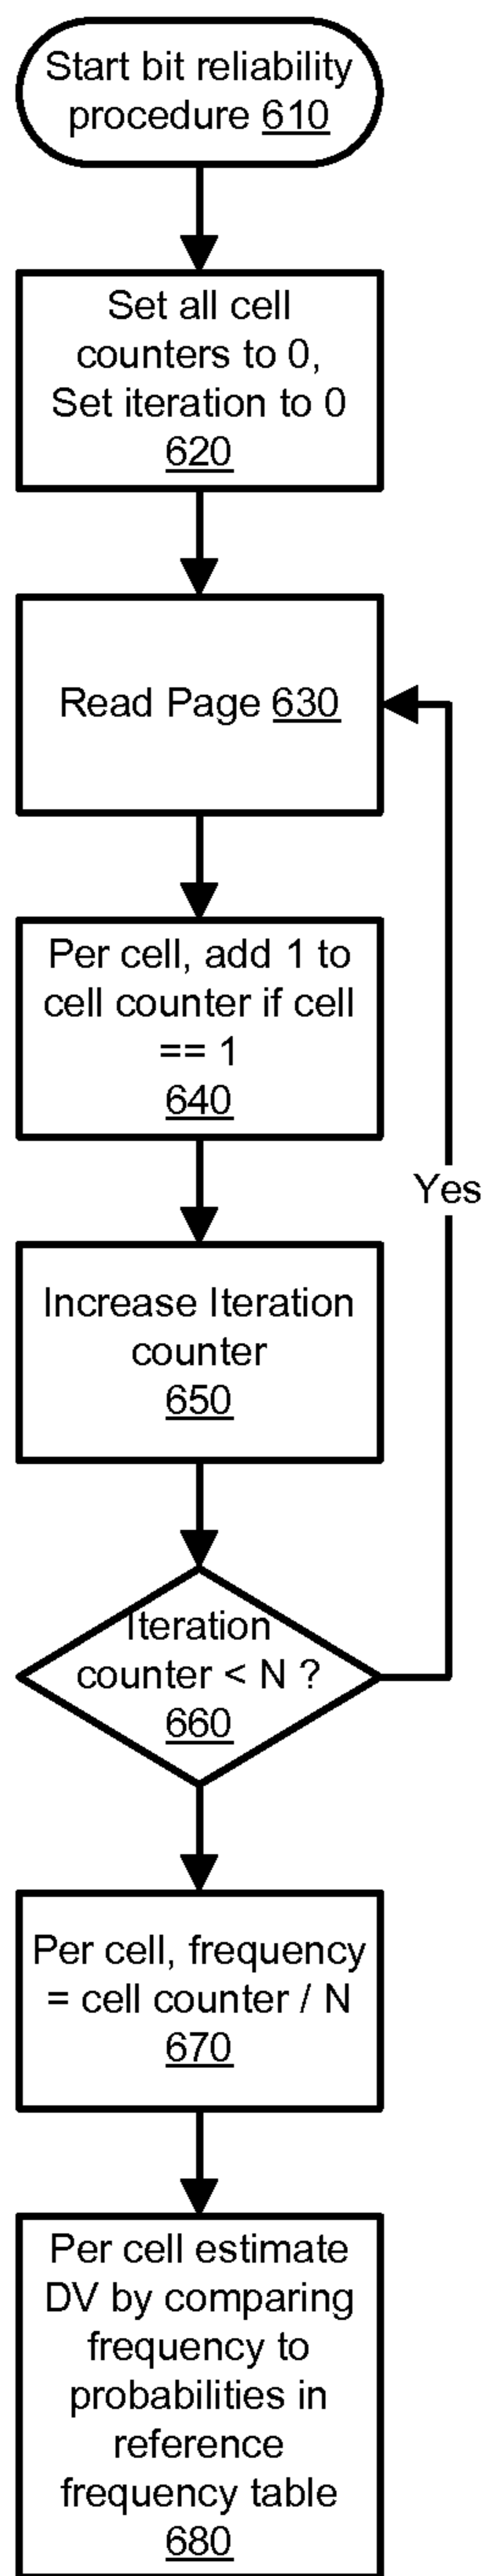 Start bit reliability
procedure 610
Set all cell
counters to 0,
Set iteration to 0
620
Read Page 630
Per cell, add 1 to
cell counter if cell
== 1
640
Yes
Increase Iteration
counter
650
Iteration
counter < N ?
660
Per cell, frequency
= cell counter / N
670
Per cell estimate
DV by comparing
frequency to
probabilities in
reference
frequency table
680